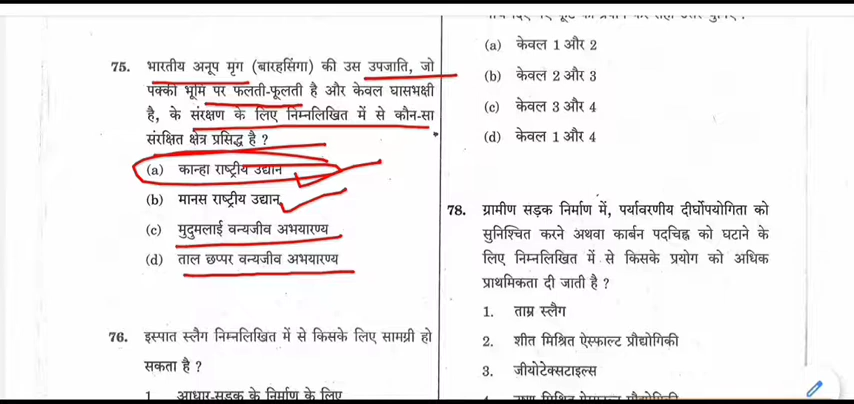 75. भारतीय अनूप मृग (बारहसिंगा) की उस उपजाति, जो
पक्की भूमि पर फलती-फूलती है और केवल घासभक्षी
है, के संरक्षण के लिए निम्नलिखित में से कौन-सा
संरक्षित क्षेत्र प्रसिद्ध है ?
(a) कान्हा राष्ट्रीय उद्यान
(b) मानस राष्ट्रीय उद्यान
(c) मुदुमलाई वन्यजीव अभयारण्य
(d) ताल छप्पर वन्यजीव अभयारण्य
76. इस्पात स्लैग निम्नलिखित में से किसके लिए सामग्री हो
सकता है ?
1. आधार-सड़क के निर्माण के लिए
(a) केवल 1 और 2
(b) केवल 2 और 3
(c) केवल 3 और 4
(d) केवल 1 और 4
78. ग्रामीण सड़क निर्माण में, पर्यावरणीय दीर्घोपयोगिता को
सुनिश्चित करने अथवा कार्बन पदचिह्न को घटाने के
लिए निम्नलिखित में से किसके प्रयोग को अधिक
प्राथमिकता दी जाती है ?
1. ताम्र स्लैग
2. शीत मिश्रित ऐस्फाल्ट प्रौद्योगिकी
3. जीयोटेक्सटाइल्स